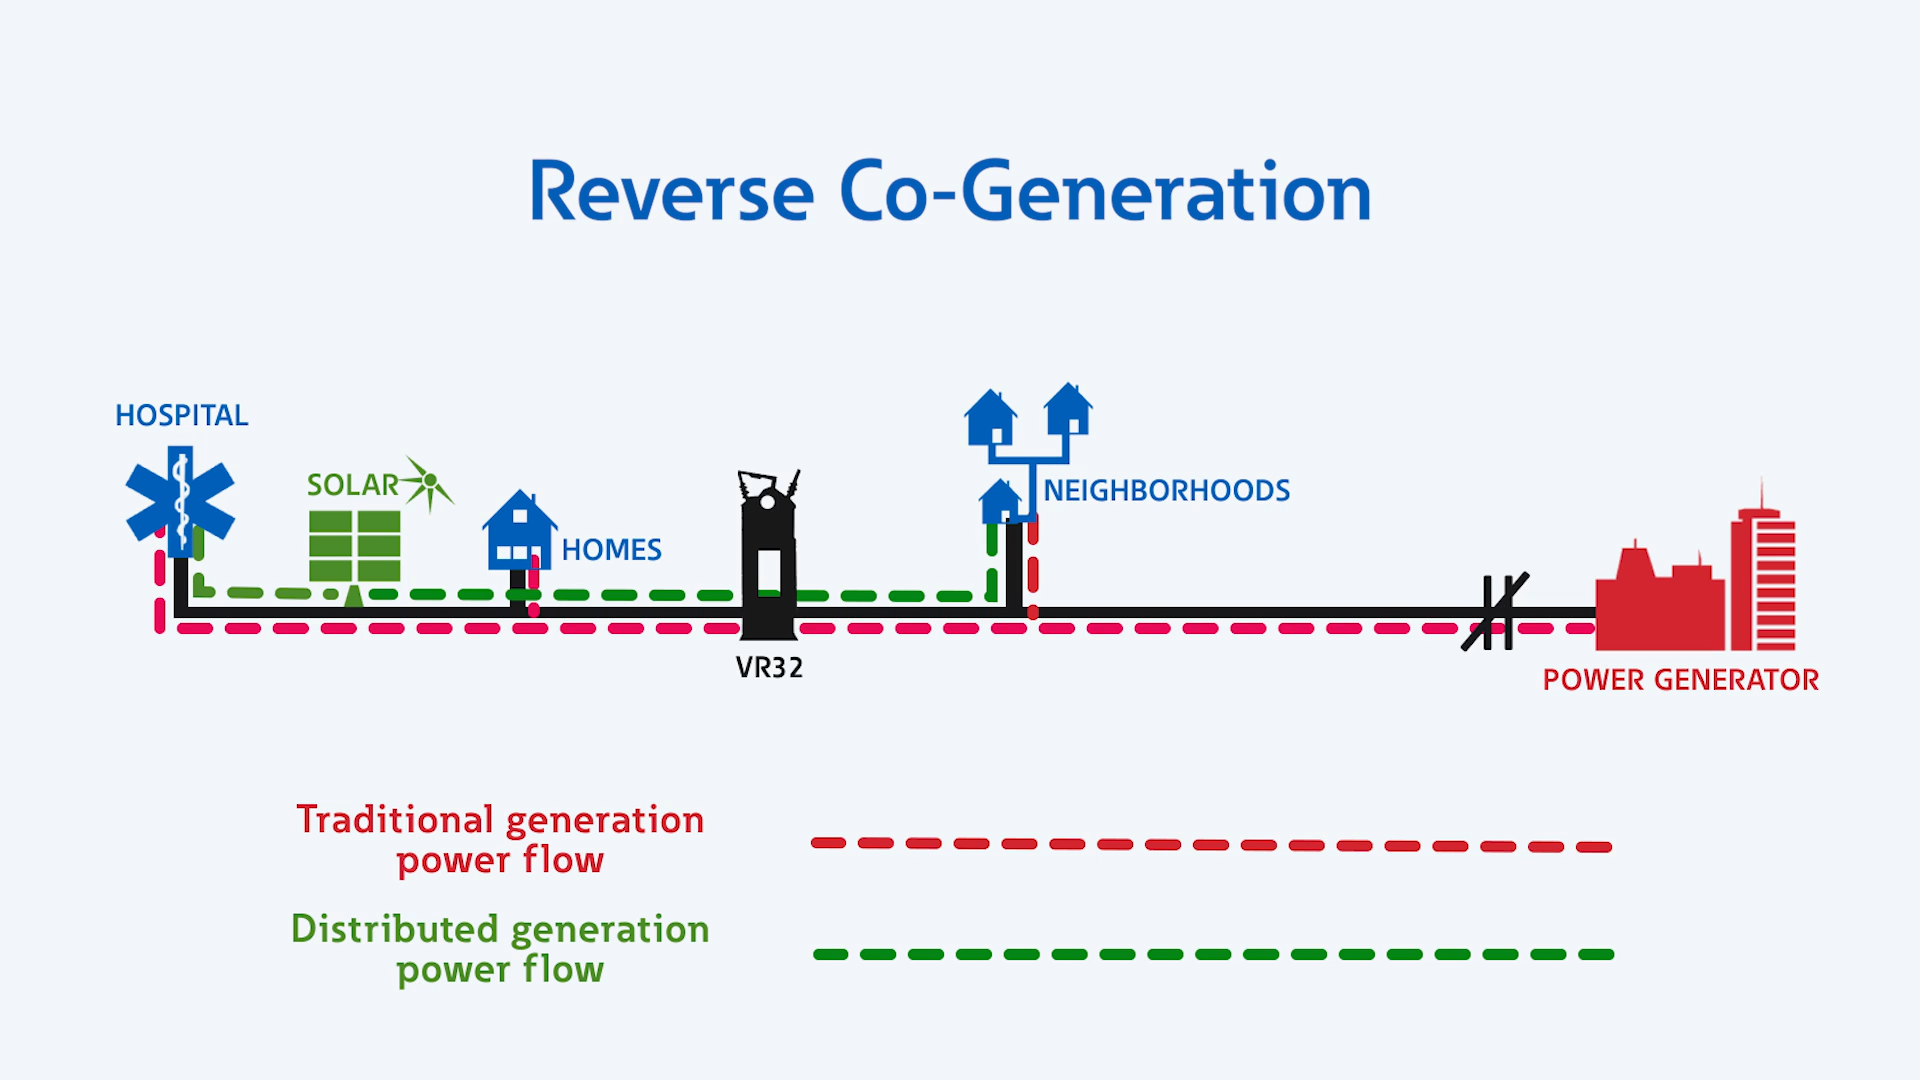 Reverse Co-Generation
HOSPITAL
SOLAR
HOMES
NEIGHBORHOODS
VR32
POWER GENERATOR
Traditional generation
power flow
Distributed generation
power flow